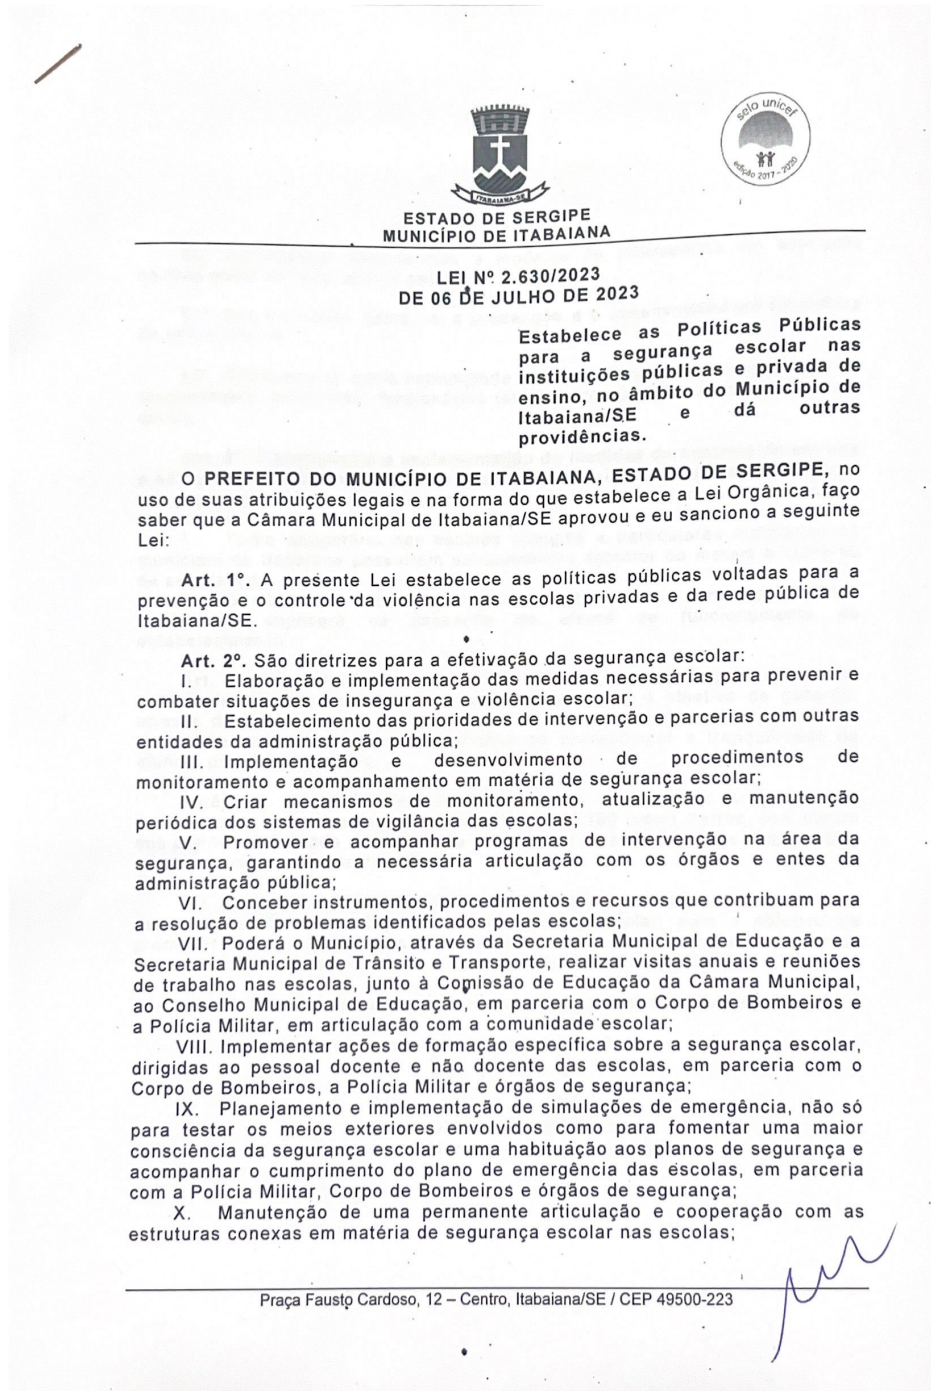 selo unicef
edição 2017 - 2020
ITABAIANA-SE
ESTADO DE SERGIPE
MUNICÍPIO DE ITABAIANA
LEI Nº. 2.630/2023
DE 06 DE JULHO DE 2023
Estabelece as Políticas Públicas
para a segurança escolar nas
instituições públicas e privada de
ensino, no âmbito do Município de
Itabaiana/SE e dá outras
providências.
O PREFEITO DO MUNICÍPIO DE ITABAIANA, ESTADO DE SERGIPE, no
uso de suas atribuições legais e na forma do que estabelece a Lei Orgânica, faço
saber que a Câmara Municipal de Itabaiana/SE aprovou e eu sanciono a seguinte
Lei:
Art. 1º. A presente Lei estabelece as políticas públicas voltadas para a
prevenção e o controle da violência nas escolas privadas e da rede pública de
Itabaiana/SE.
Art. 2º. São diretrizes para a efetivação da segurança escolar:
I. Elaboração e implementação das medidas necessárias para prevenir e
combater situações de insegurança e violência escolar;
II. Estabelecimento das prioridades de intervenção e parcerias com outras
entidades da administração pública;
III. Implementação e desenvolvimento de procedimentos de
monitoramento e acompanhamento em matéria de segurança escolar;
IV. Criar mecanismos de monitoramento, atualização e manutenção
periódica dos sistemas de vigilância das escolas;
V. Promover e acompanhar programas de intervenção na área da
segurança, garantindo a necessária articulação com os órgãos e entes da
administração pública;
VI. Conceber instrumentos, procedimentos e recursos que contribuam para
a resolução de problemas identificados pelas escolas;
VII. Poderá o Município, através da Secretaria Municipal de Educação e a
Secretaria Municipal de Trânsito e Transporte, realizar visitas anuais e reuniões
de trabalho nas escolas, junto à Comissão de Educação da Câmara Municipal,
ao Conselho Municipal de Educação, em parceria com o Corpo de Bombeiros e
a Polícia Militar, em articulação com a comunidade escolar;
VIII. Implementar ações de formação específica sobre a segurança escolar,
dirigidas ao pessoal docente e não docente das escolas, em parceria com o
Corpo de Bombeiros, a Polícia Militar e órgãos de segurança;
IX. Planejamento e implementação de simulações de emergência, não só
para testar os meios exteriores envolvidos como para fomentar uma maior
consciência da segurança escolar e uma habituação aos planos de segurança e
acompanhar o cumprimento do plano de emergência das escolas, em parceria
com a Polícia Militar, Corpo de Bombeiros e órgãos de segurança;
X. Manutenção de uma permanente articulação e cooperação com as
estruturas conexas em matéria de segurança escolar nas escolas;
Praça Fausto Cardoso, 12 – Centro, Itabaiana/SE / CEP 49500-223